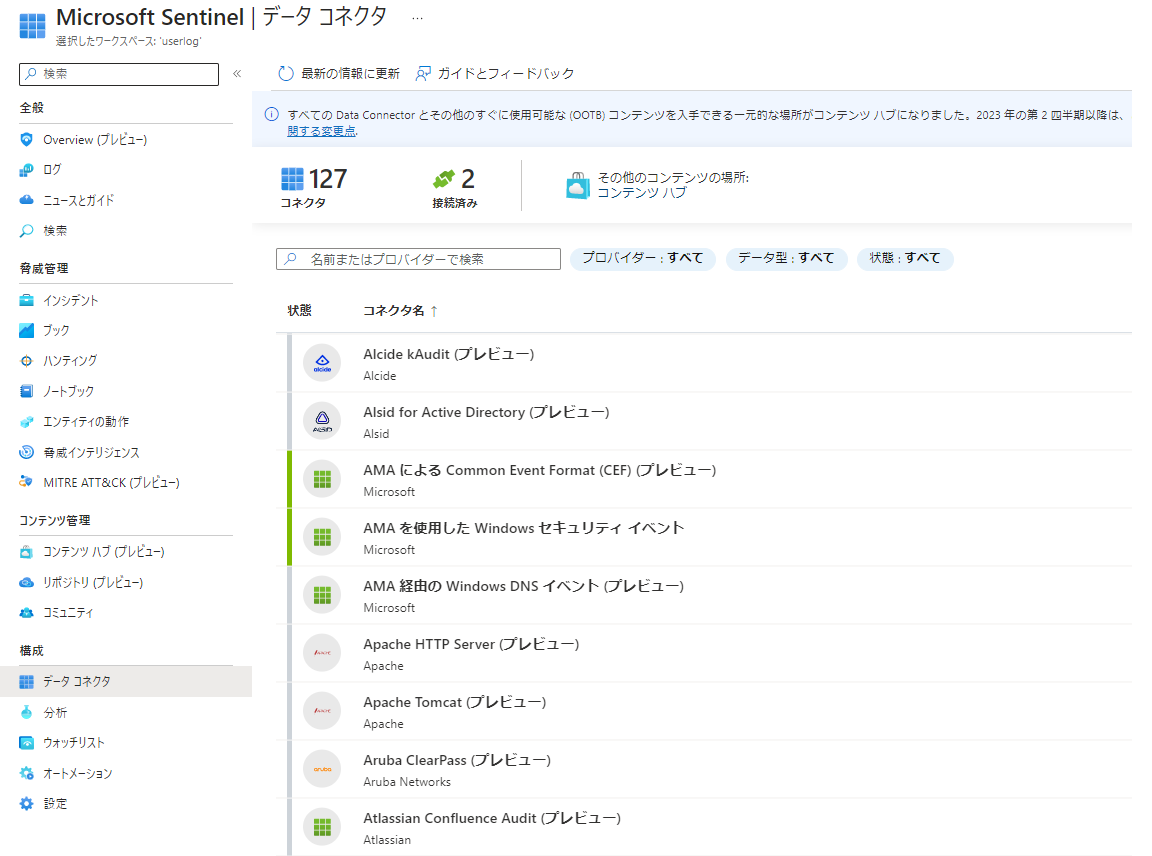 Microsoft Sentinel | データ コネクタ …
選択したワークスペース: 'userlog'
検索
«
最新の情報に更新
ガイドとフィードバック
全般
Overview (プレビュー)
ログ
ニュースとガイド
検索
脅威管理
インシデント
ブック
ハンティング
ノートブック
エンティティの動作
脅威インテリジェンス
MITRE ATT&CK (プレビュー)
コンテンツ管理
コンテンツ ハブ (プレビュー)
リポジトリ (プレビュー)
コミュニティ
構成
データ コネクタ
分析
ウォッチリスト
オートメーション
設定
すべての Data Connector とその他のすぐに使用可能な (OOTB) コンテンツを入手できる一元的な場所がコンテンツ ハブになりました。2023 年の第 2 四半期以降は、
関する変更点.
127
コネクタ
2
接続済み
その他のコンテンツの場所:
コンテンツ ハブ
名前またはプロバイダーで検索
プロバイダー : すべて
データ型 : すべて
状態 : すべて
状態
コネクタ名 ↑
alcide
Alcide kAudit (プレビュー)
Alcide
ALSID
Alsid for Active Directory (プレビュー)
Alsid
AMA による Common Event Format (CEF) (プレビュー)
Microsoft
AMA を使用した Windows セキュリティ イベント
Microsoft
AMA 経由の Windows DNS イベント (プレビュー)
Microsoft
APACHE
Apache HTTP Server (プレビュー)
Apache
APACHE
Apache Tomcat (プレビュー)
Apache
aruba
Aruba ClearPass (プレビュー)
Aruba Networks
Atlassian Confluence Audit (プレビュー)
Atlassian